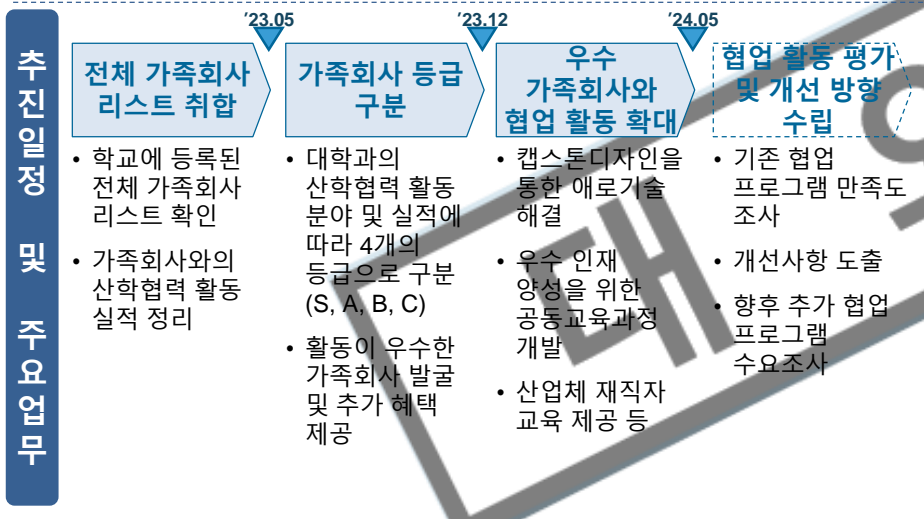 추진일정 및 주요업무
’23.05
’23.12
’24.05
전체 가족회사
리스트 취합
가족회사 등급
구분
우수
가족회사와
협업 활동 확대
협업 활동 평가
및 개선 방향
수립
• 학교에 등록된
전체 가족회사
리스트 확인
• 가족회사와의
산학협력 활동
실적 정리
• 대학과의
산학협력 활동
분야 및 실적에
따라 4개의
등급으로 구분
(S, A, B, C)
• 활동이 우수한
가족회사 발굴
및 추가 혜택
제공
• 캡스톤디자인을
통한 애로기술
해결
• 우수 인재
양성을 위한
공동교육과정
개발
• 산업체 재직자
교육 제공 등
• 기존 협업
프로그램 만족도
조사
• 개선사항 도출
• 향후 추가 협업
프로그램
수요조사
대